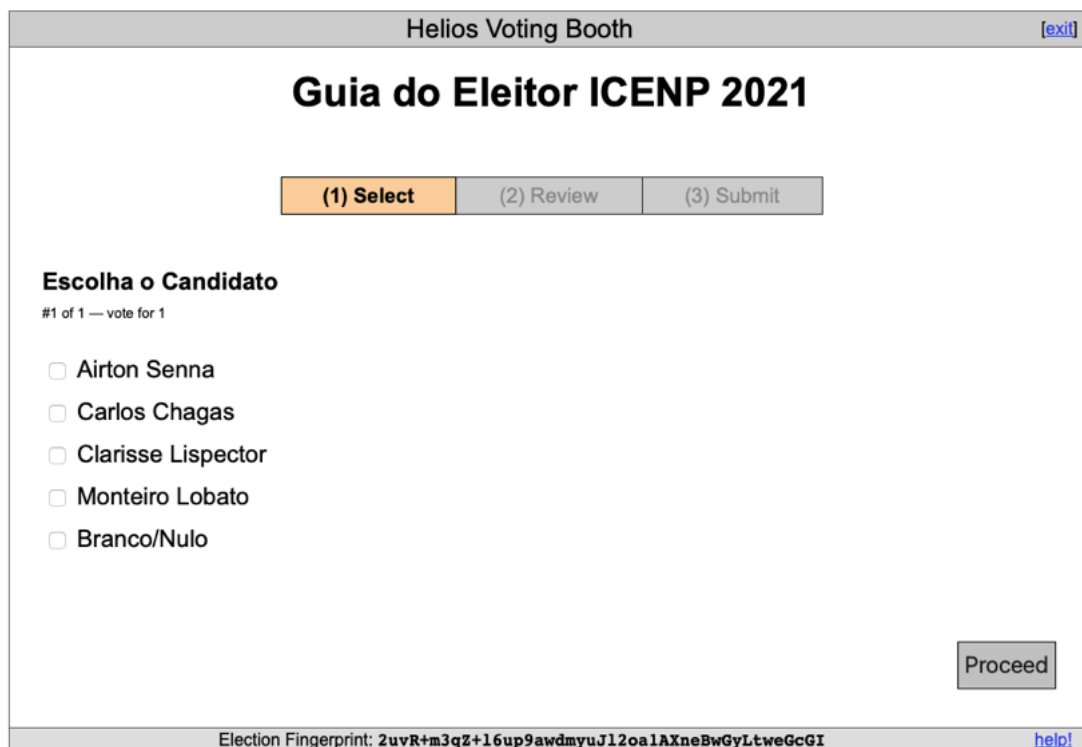 Helios Voting Booth [exit]
Guia do Eleitor ICENP 2021
(1) Select (2) Review (3) Submit
Escolha o Candidato
#1 of 1 — vote for 1
Airton Senna
Carlos Chagas
Clarisse Lispector
Monteiro Lobato
Branco/Nulo
Proceed
Election Fingerprint: 2uvR+m3qZ+l6up9awdmyuJl2oalAXneBwGyLtweGcGI help!